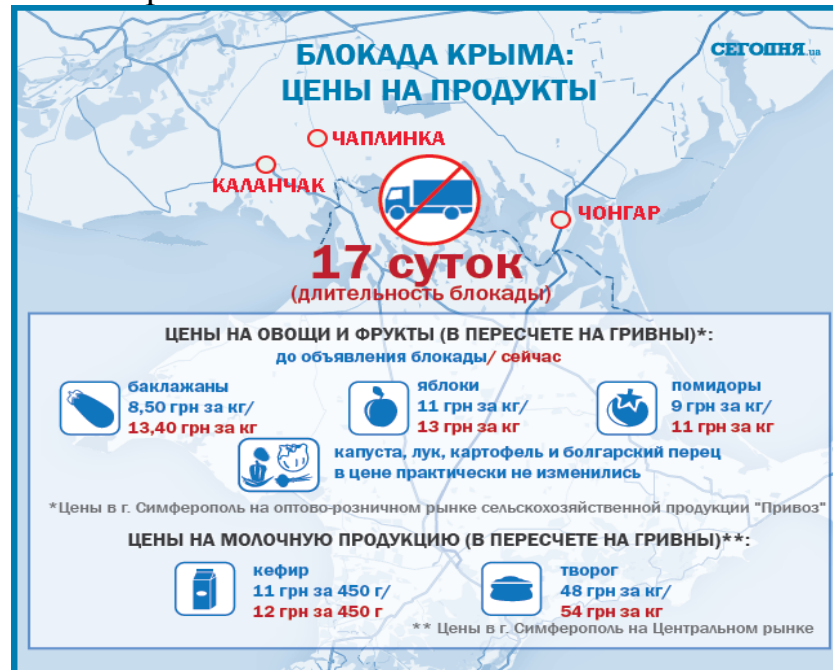 БЛОКАДА КРЫМА:
ЦЕНЫ НА ПРОДУКТЫ
СЕГОДНЯ.ua
ЧАПЛИНКА
КАЛАНЧАК
ЧОНГАР
17 суток
(длительность блокады)
ЦЕНЫ НА ОВОЩИ И ФРУКТЫ (В ПЕРЕСЧЕТЕ НА ГРИВНЫ)*:
до объявления блокады/ сейчас
баклажаны
8,50 грн за кг/
13,40 грн за кг
яблоки
11 грн за кг/
13 грн за кг
помидоры
9 грн за кг/
11 грн за кг
капуста, лук, картофель и болгарский перец
в цене практически не изменились
*Цены в г. Симферополь на оптово-розничном рынке сельскохозяйственной продукции "Привоз"
ЦЕНЫ НА МОЛОЧНУЮ ПРОДУКЦИЮ (В ПЕРЕСЧЕТЕ НА ГРИВНЫ)**:
кефир
11 грн за 450 г/
12 грн за 450 г
творог
48 грн за кг/
54 грн за кг
** Цены в г. Симферополь на Центральном рынке